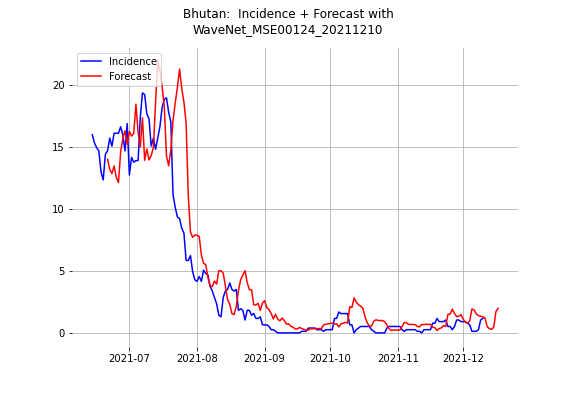 Bhutan:  Incidence + Forecast with
WaveNet_MSE00124_20211210
Incidence
Forecast
20
15
10
5
0
2021-07 2021-08 2021-09 2021-10 2021-11 2021-12